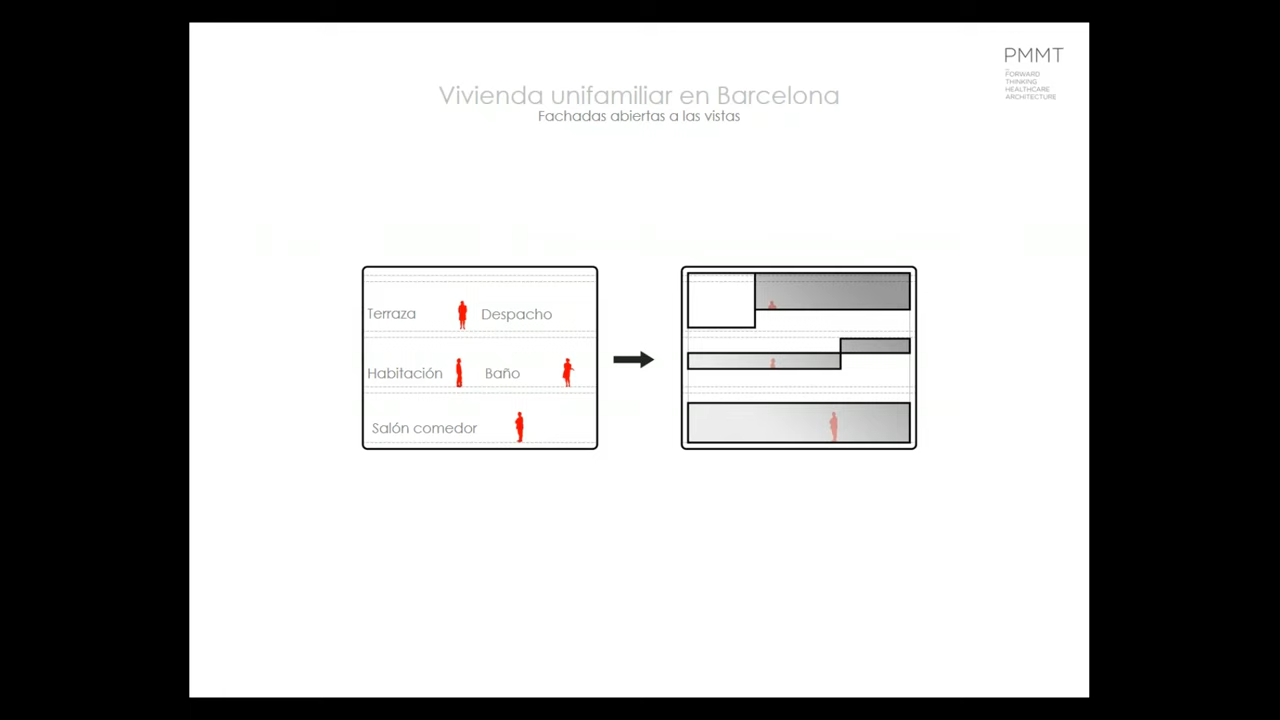 PMMT
FORWARD
THINKING
HEALTHCARE
ARCHITECTURE
Vivienda unifamiliar en Barcelona
Fachadas abiertas a las vistas
Terraza Despacho
Habitación Baño
Salón comedor